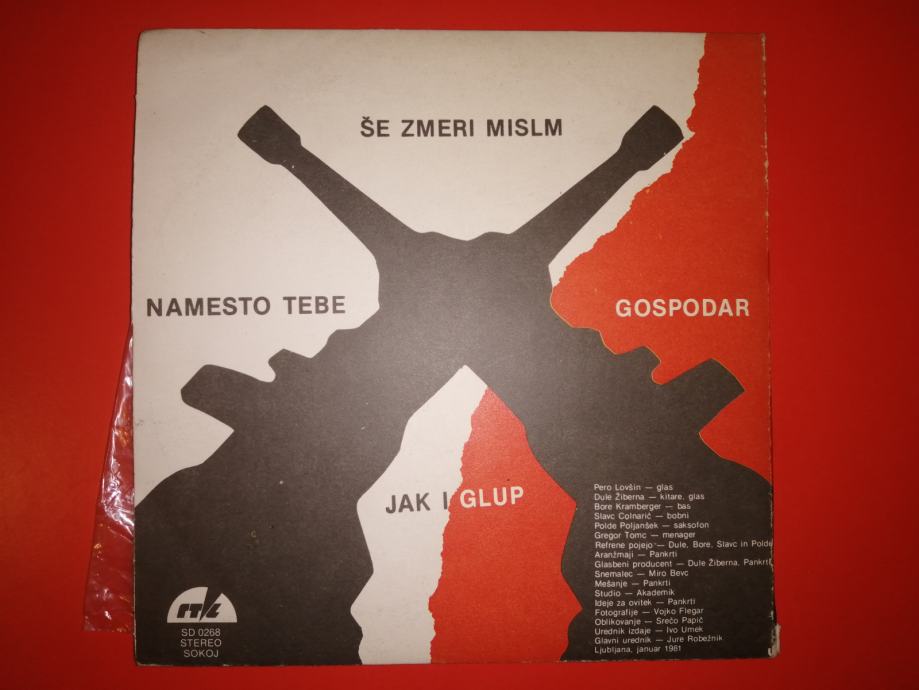 ŠE ZMERI MISLM
NAMESTO TEBE
GOSPODAR
JAK I GLUP
Pero Lovšin — glas
Dule Žiberna — kitare, glas
Bore Kramberger — bas
Slavc Colnarič — bobni
Polde Poljanšek — saksofon
Gregor Tomc — menager
Refrene pojejo — Dule, Bore, Slavc in Polde
Aranžmaji — Pankrti
Glasbeni producent — Dule Žiberna, Pankrti
Snemalec — Miro Bevc
Mešanje — Pankrti
Studio — Akademik
Ideje za ovitek — Pankrti
Fotografije — Vojko Flegar
Oblikovanje — Srečo Papič
Urednik izdaje — Ivo Umek
Glavni urednik — Jure Robežnik
Ljubljana, januar 1981
RTVL
SD 0268
STEREO
SOKOJ